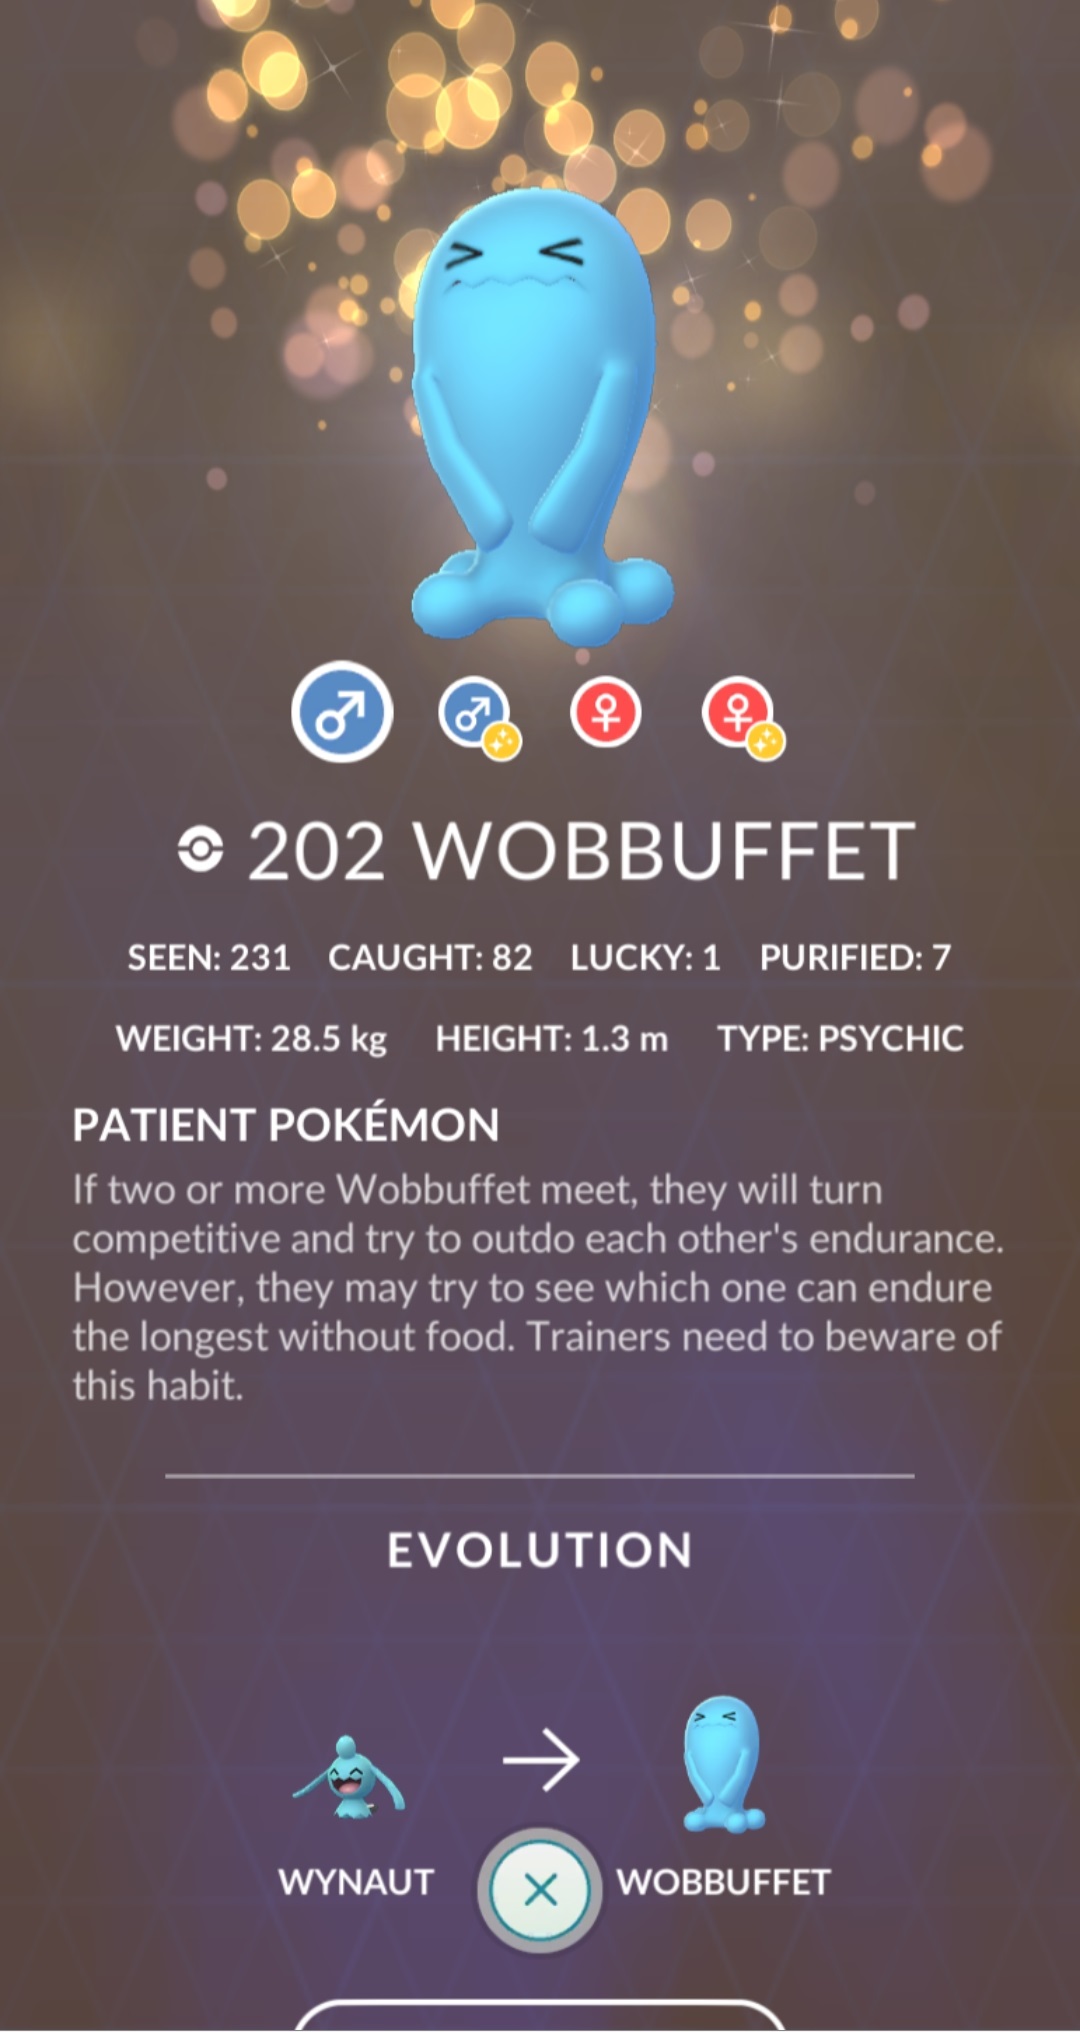 202 WOBBUFFET
SEEN: 231 CAUGHT: 82 LUCKY: 1 PURIFIED: 7
WEIGHT: 28.5 kg HEIGHT: 1.3 m TYPE: PSYCHIC
PATIENT POKÉMON
If two or more Wobbuffet meet, they will turn
competitive and try to outdo each other's endurance.
However, they may try to see which one can endure
the longest without food. Trainers need to beware of
this habit.
EVOLUTION
WYNAUT WOBBUFFET